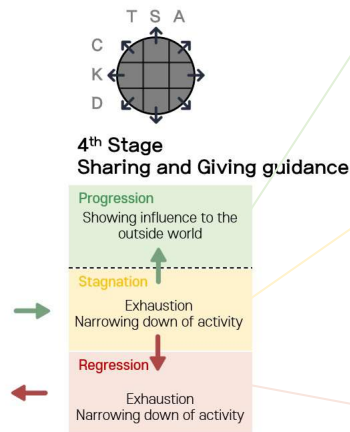 T S A
C
K
D
4th Stage
Sharing and Giving guidance
Progression
Showing influence to the
outside world
Stagnation
Exhaustion
Narrowing down of activity
Regression
Exhaustion
Narrowing down of activity